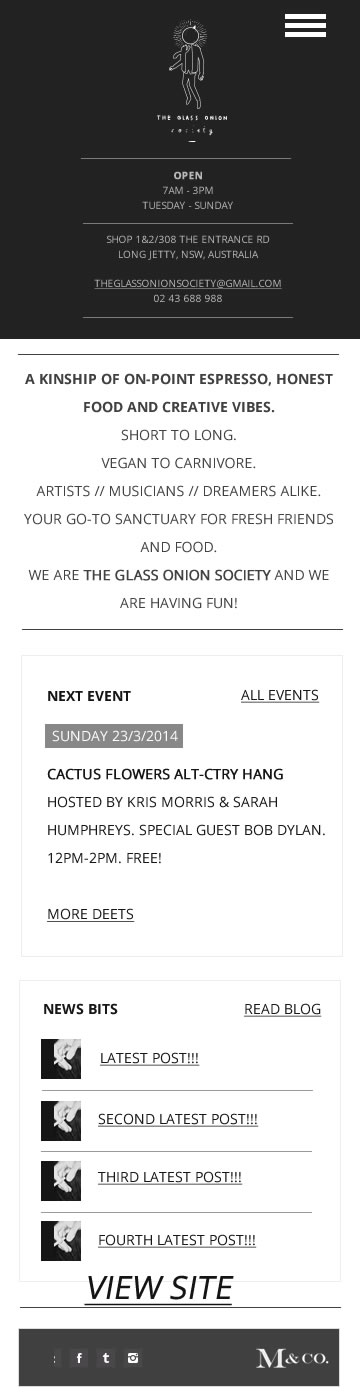 THE GLASS ONION
society
OPEN
7AM - 3PM
TUESDAY - SUNDAY
SHOP 1&2/308 THE ENTRANCE RD
LONG JETTY, NSW, AUSTRALIA
THEGLASSONIONSOCIETY@GMAIL.COM
02 43 688 988
A KINSHIP OF ON-POINT ESPRESSO, HONEST
FOOD AND CREATIVE VIBES.
SHORT TO LONG.
VEGAN TO CARNIVORE.
ARTISTS // MUSICIANS // DREAMERS ALIKE.
YOUR GO-TO SANCTUARY FOR FRESH FRIENDS
AND FOOD.
WE ARE THE GLASS ONION SOCIETY AND WE
ARE HAVING FUN!
NEXT EVENT ALL EVENTS
SUNDAY 23/3/2014
CACTUS FLOWERS ALT-CTRY HANG
HOSTED BY KRIS MORRIS & SARAH
HUMPHREYS. SPECIAL GUEST BOB DYLAN.
12PM-2PM. FREE!
MORE DEETS
NEWS BITS READ BLOG
LATEST POST!!!
SECOND LATEST POST!!!
THIRD LATEST POST!!!
FOURTH LATEST POST!!!
VIEW SITE
M & CO.